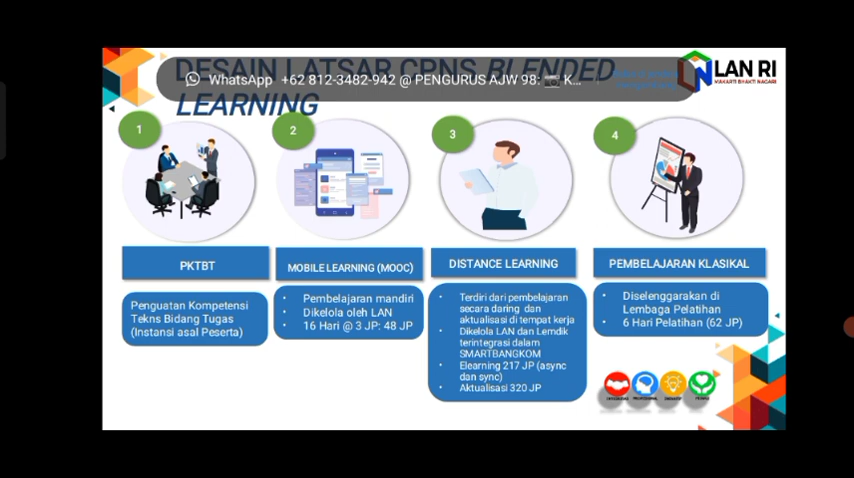 DESAIN LATSAR CPNS BLENDED
LEARNING
WhatsApp +62 812-3482-942 @ PENGURUS AJW 98: 📷 K...
LAN RI
MAKARTI BHAKTI NAGARI
1
2
3
4
PKTBT
Penguatan Kompetensi
Tekns Bidang Tugas
(Instansi asal Peserta)
MOBILE LEARNING (MOOC)
• Pembelajaran mandiri
• Dikelola oleh LAN
• 16 Hari @ 3 JP: 48 JP
DISTANCE LEARNING
• Terdiri dari pembelajaran
secara daring dan
aktualisasi di tempat kerja
• Dikelola LAN dan Lemdik
terintegrasi dalam
SMARTBANGKOM
• Elearning 217 JP (async
dan sync)
• Aktualisasi 320 JP
PEMBELAJARAN KLASIKAL
• Diselenggarakan di
Lembaga Pelatihan
• 6 Hari Pelatihan (62 JP)